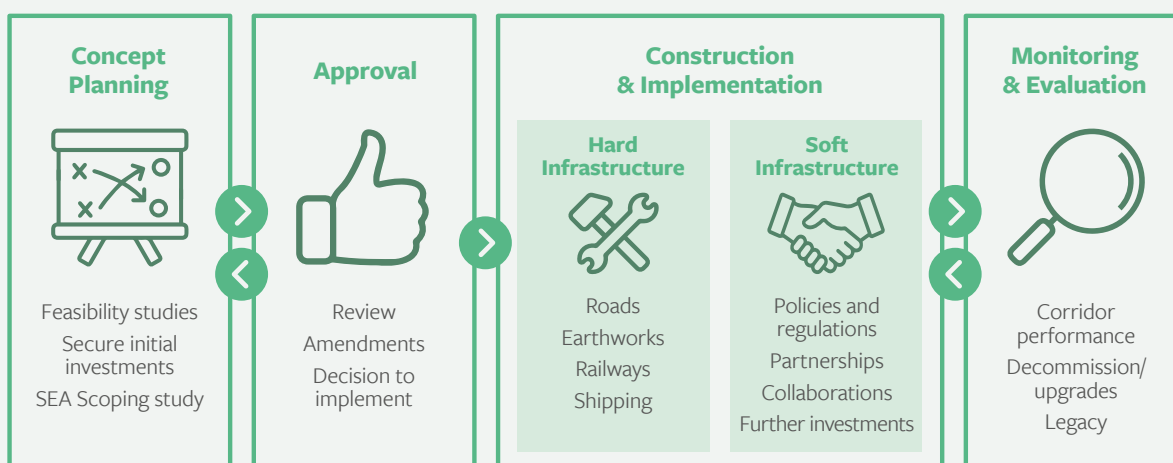 Concept
Planning
Feasibility studies
Secure initial
investments
SEA Scoping study
Approval
Review
Amendments
Decision to
implement
Construction
& Implementation
Hard
Infrastructure
Roads
Earthworks
Railways
Shipping
Soft
Infrastructure
Policies and
regulations
Partnerships
Collaborations
Further investments
Monitoring
& Evaluation
Corridor
performance
Decommission/
upgrades
Legacy